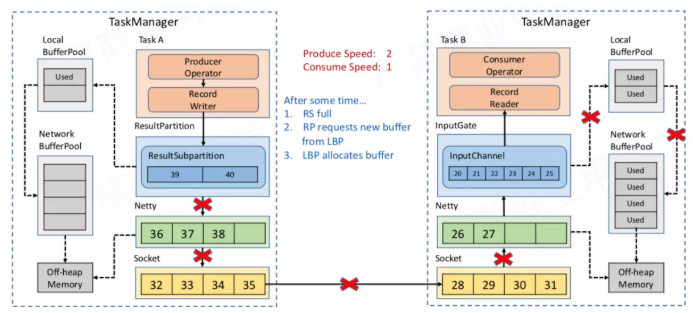 TaskManager
Local
BufferPool
Used
Network
BufferPool
Off-heap
Memory
Task A
Producer
Operator
Record
Writer
ResultPartition
ResultSubpartition
39 40
Netty
36 37 38
Socket
32 33 34 35
Produce Speed: 2
Consume Speed: 1
After some time...
1. RS full
2. RP requests new buffer
from LBP
3. LBP allocates buffer
TaskManager
Task B
Consumer
Operator
Record
Reader
InputGate
InputChannel
20 21 22 23 24 25
Netty
26 27
Socket
28 29 30 31
Local
BufferPool
Used
Used
Network
BufferPool
Used
Used
Used
Used
Off-heap
Memory